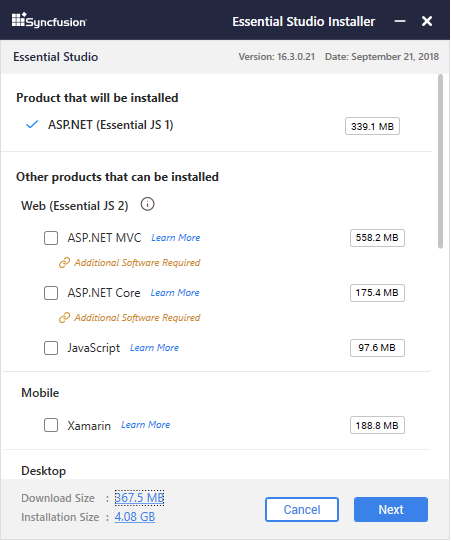 Syncfusion® Essential Studio Installer
Essential Studio Version: 16.3.0.21 Date: September 21, 2018
Product that will be installed
ASP.NET (Essential JS 1) 339.1 MB
Other products that can be installed
Web (Essential JS 2)
ASP.NET MVC Learn More 558.2 MB
Additional Software Required
ASP.NET Core Learn More 175.4 MB
Additional Software Required
JavaScript Learn More 97.6 MB
Mobile
Xamarin Learn More 188.8 MB
Desktop
Download Size : 367.5 MB
Installation Size : 4.08 GB
Cancel Next